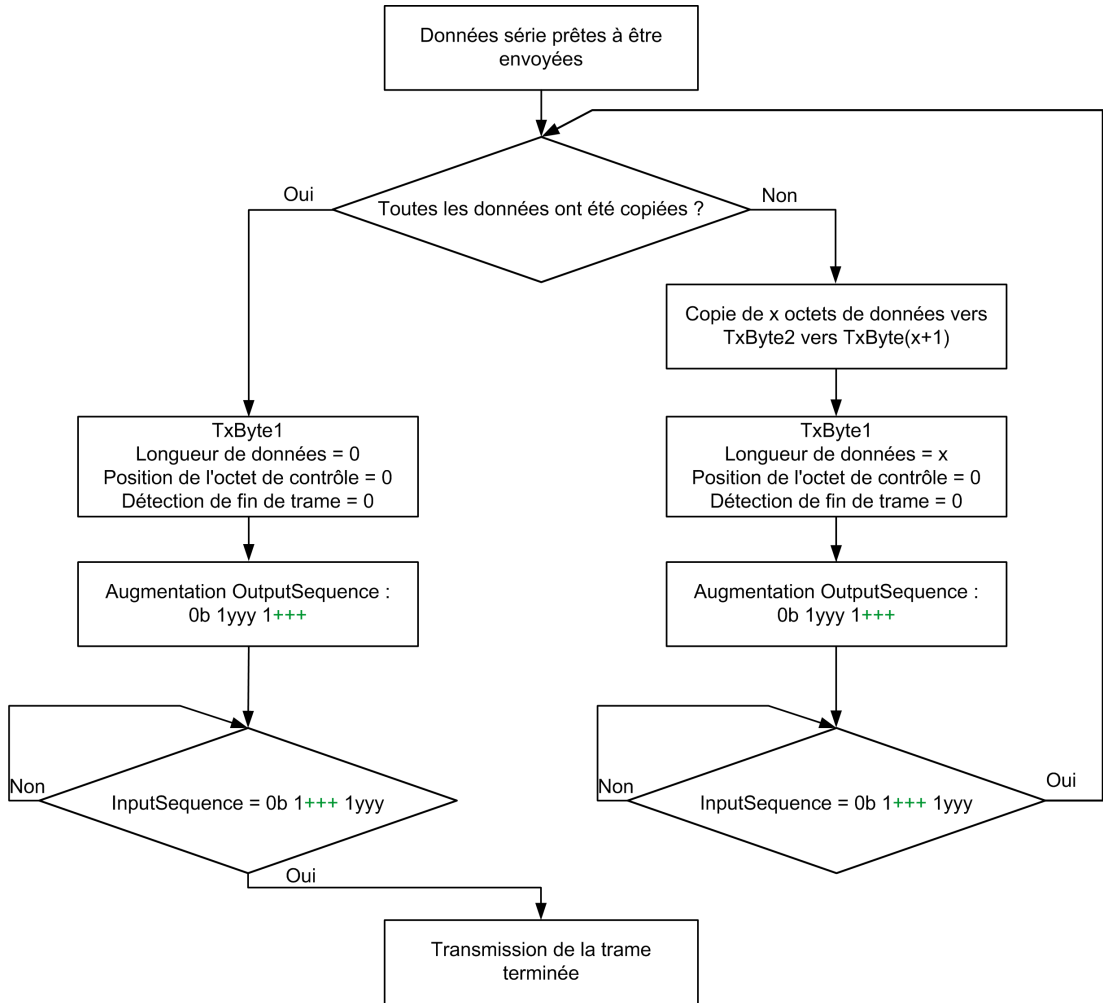 Données série prêtes à être
envoyées
Toutes les données ont été copiées ?
Oui
Non
Copie de x octets de données vers
TxByte2 vers TxByte(x+1)
TxByte1
Longueur de données = 0
Position de l'octet de contrôle = 0
Détection de fin de trame = 0
TxByte1
Longueur de données = x
Position de l'octet de contrôle = 0
Détection de fin de trame = 0
Augmentation OutputSequence :
0b 1yyy 1+++
Augmentation OutputSequence :
0b 1yyy 1+++
Non
InputSequence = 0b 1+++ 1yyy
Oui
Non
InputSequence = 0b 1+++ 1yyy
Oui
Transmission de la trame
terminée